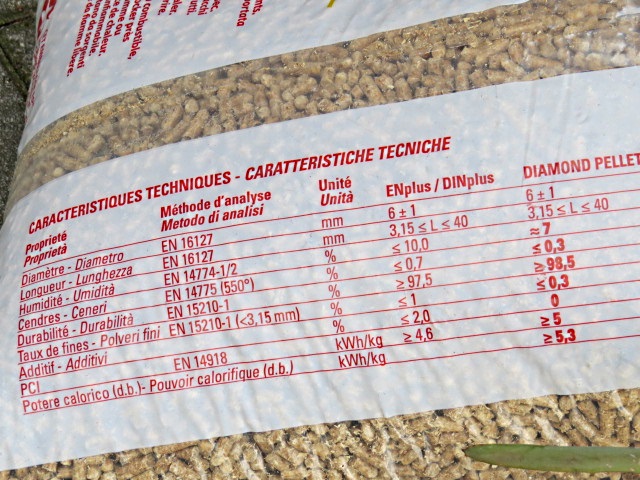 combustible,
CARACTERISTIQUES TECHNIQUES - CARATTERISTICHE TECNICHE
Proprieté Méthode d'analyse Unité ENplus / DINplus DIAMOND PELLET
Proprietà Metodo di analisi Unità
Diamètre - Diametro EN 16127 mm 6 ± 1 6 ± 1
Longueur - Lunghezza EN 16127 mm 3,15 ≤ L ≤ 40 3,15 ≤ L ≤ 40
Humidité - Umidità EN 14774-1/2 % ≤ 10,0 ≈ 7
Cendres - Ceneri EN 14775 (550°) % ≤ 0,7 ≤ 0,3
Durabilité - Durabilità EN 15210-1 % ≥ 97,5 ≥ 98,5
Taux de fines - Polveri fini EN 15210-1 (<3,15 mm) % ≤ 1 ≤ 0,3
Additif - Additivi % ≤ 2,0 0
PCI EN 14918 kWh/kg ≥ 4,6 ≥ 5
Potere calorico (d.b.)- Pouvoir calorifique (d.b.) kWh/kg ≥ 5,3